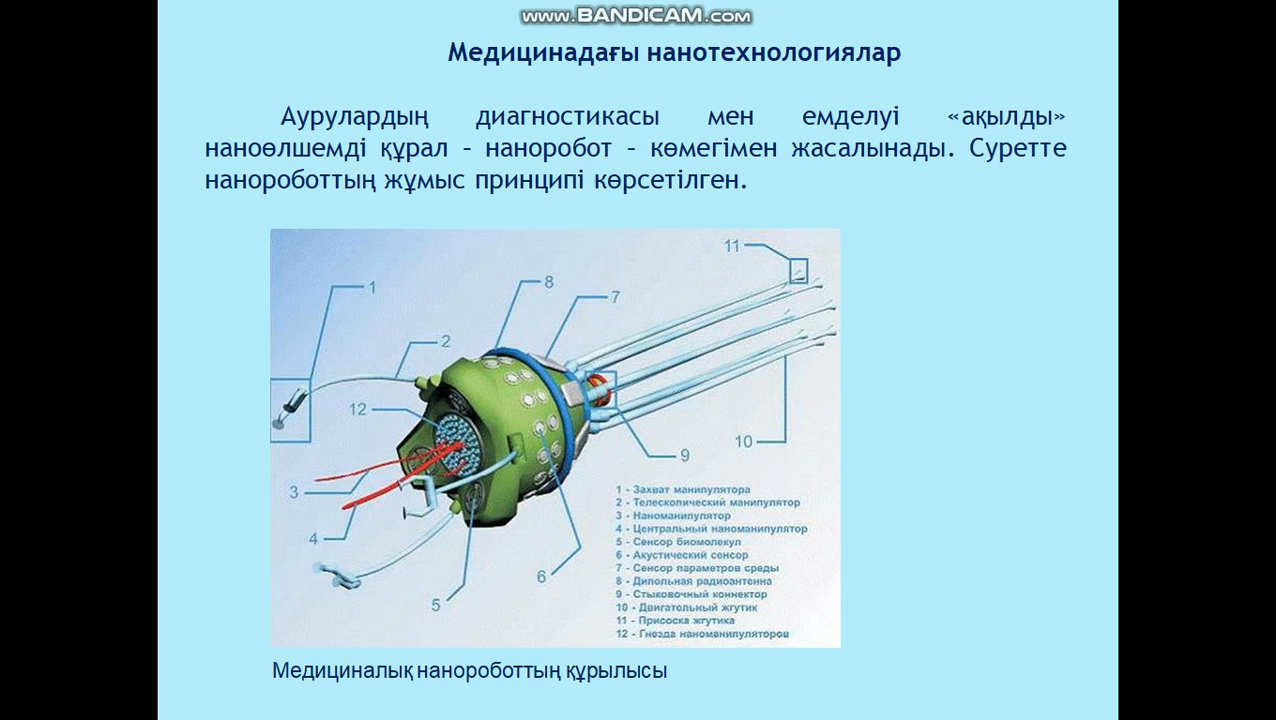 www.BANDICAM.com
Медицинадағы нанотехнологиялар
Аурулардың диагностикасы мен емделуі «ақылды»
наноөлшемді құрал – наноробот – көмегімен жасалынады. Суретте
нанороботтың жұмыс принципі көрсетілген.
11
8
1
7
2
12
10
9
3
4
6
5
1 - Захват манипулятора
2 - Телескопический манипулятор
3 - Наноманипулятор
4 - Центральный наноманипулятор
5 - Сенсор биомолекул
6 - Акустический сенсор
7 - Сенсор параметров среды
8 - Дипольная радиоантенна
9 - Стыковочный коннектор
10 - Двигательный жгутик
11 - Присоска жгутика
12 - Гнезда наноманипуляторов
Медициналық нанороботтың құрылысы